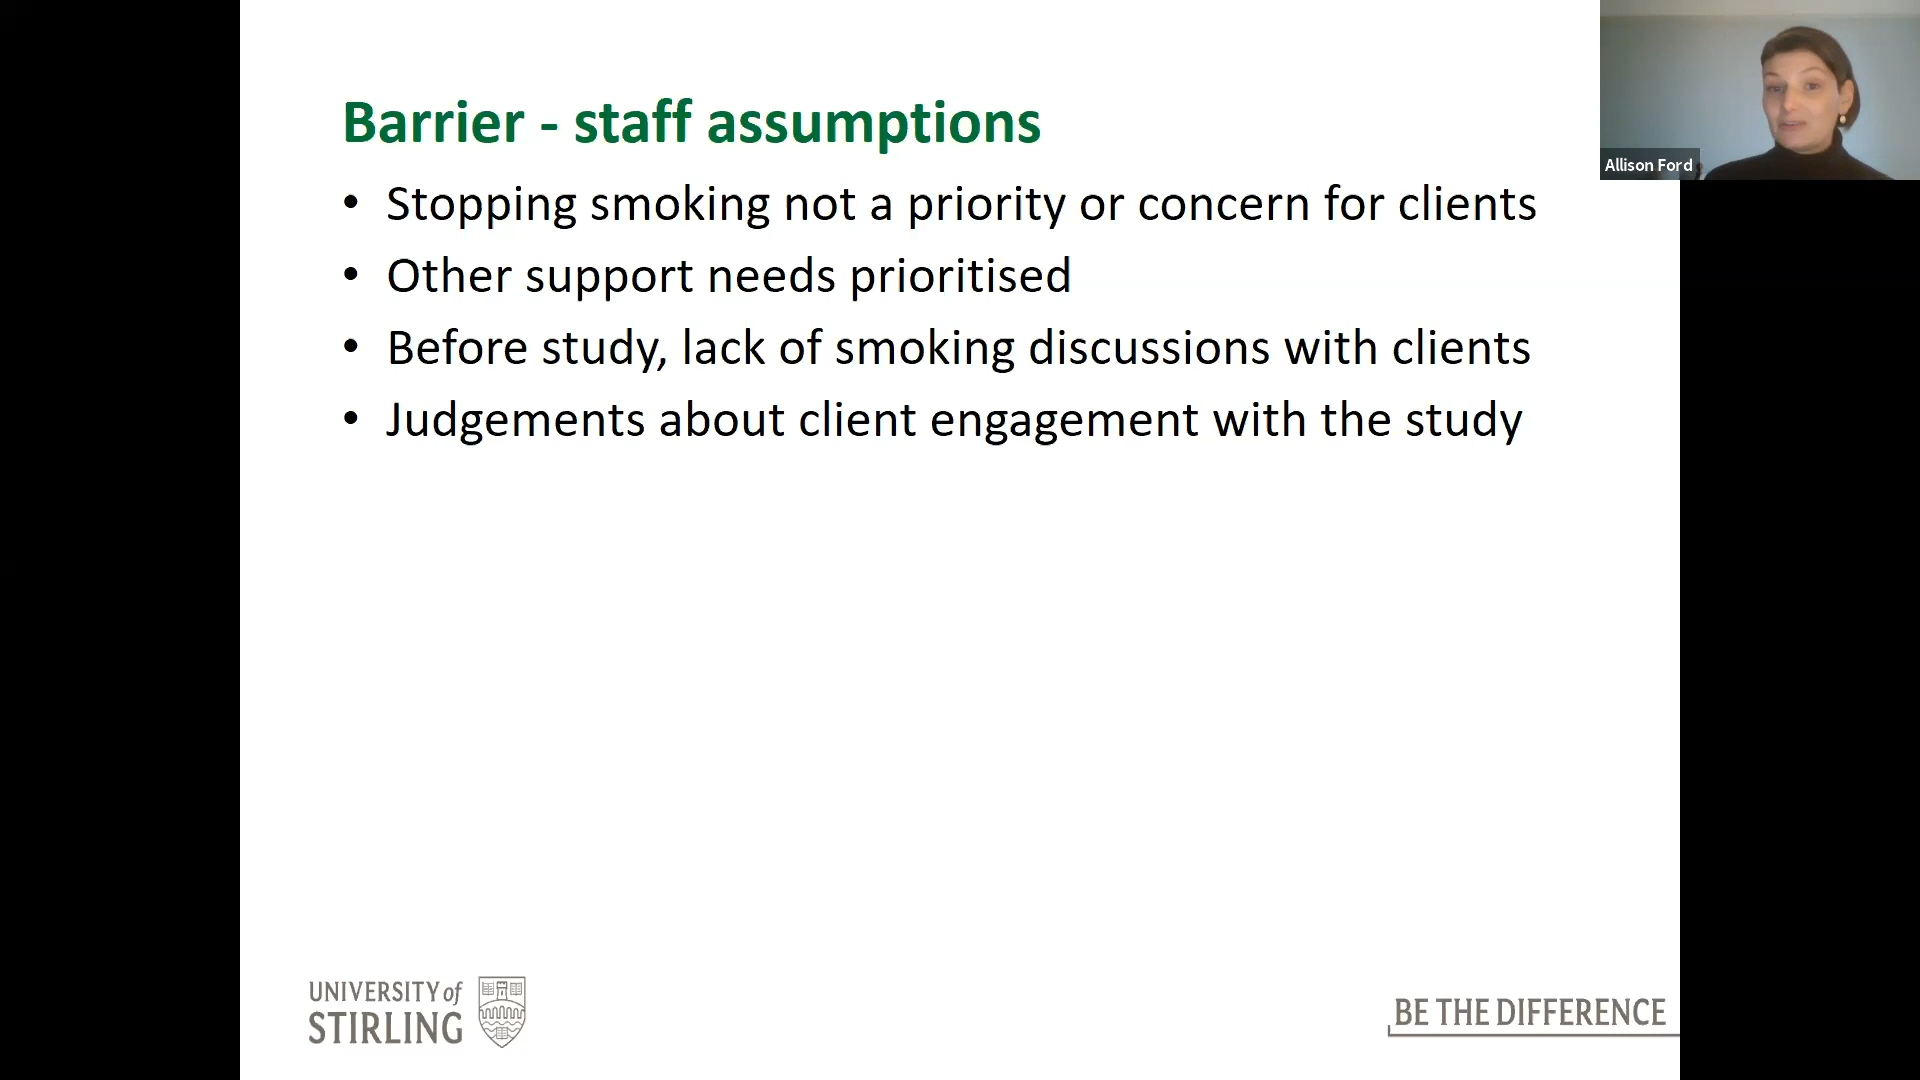 Barrier - staff assumptions
• Stopping smoking not a priority or concern for clients
• Other support needs prioritised
• Before study, lack of smoking discussions with clients
• Judgements about client engagement with the study
Allison Ford
UNIVERSITY of
STIRLING
BE THE DIFFERENCE